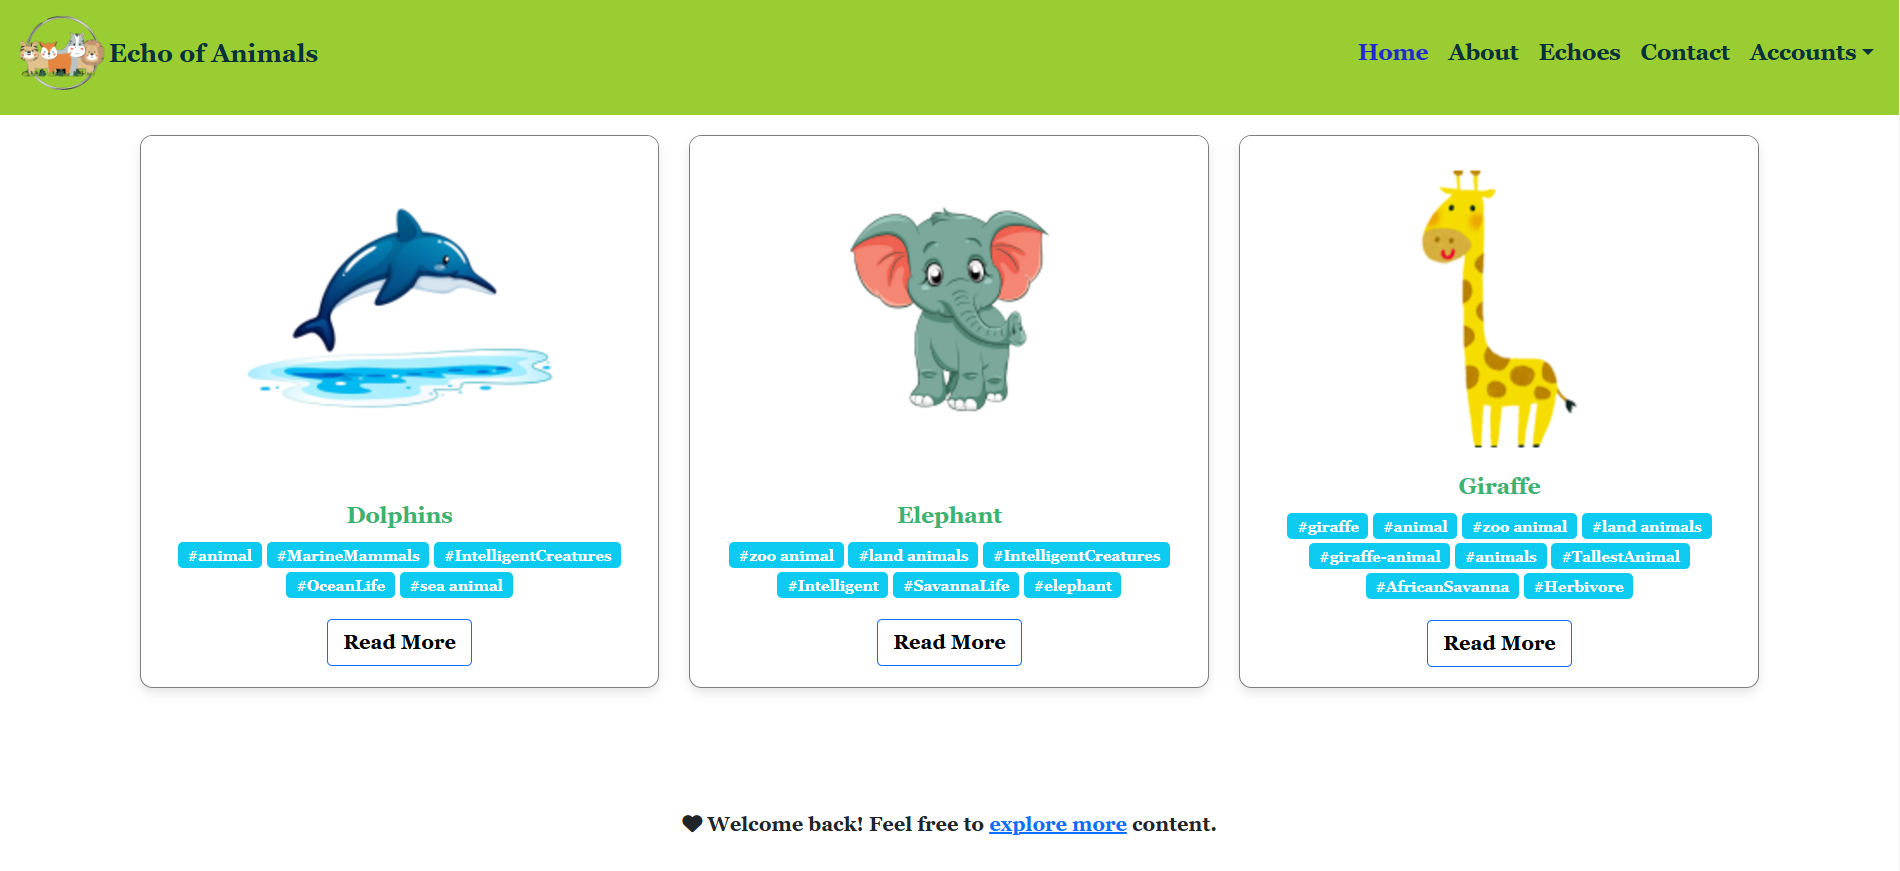 Echo of Animals
Home About Echoes Contact Accounts
Dolphins
#animal #MarineMammals #IntelligentCreatures
#OceanLife #sea animal
Read More
Elephant
#zoo animal #land animals #IntelligentCreatures
#Intelligent #SavannaLife #elephant
Read More
Giraffe
#giraffe #animal #zoo animal #land animals
#giraffe-animal #animals #TallestAnimal
#AfricanSavanna #Herbivore
Read More
Welcome back! Feel free to explore more content.